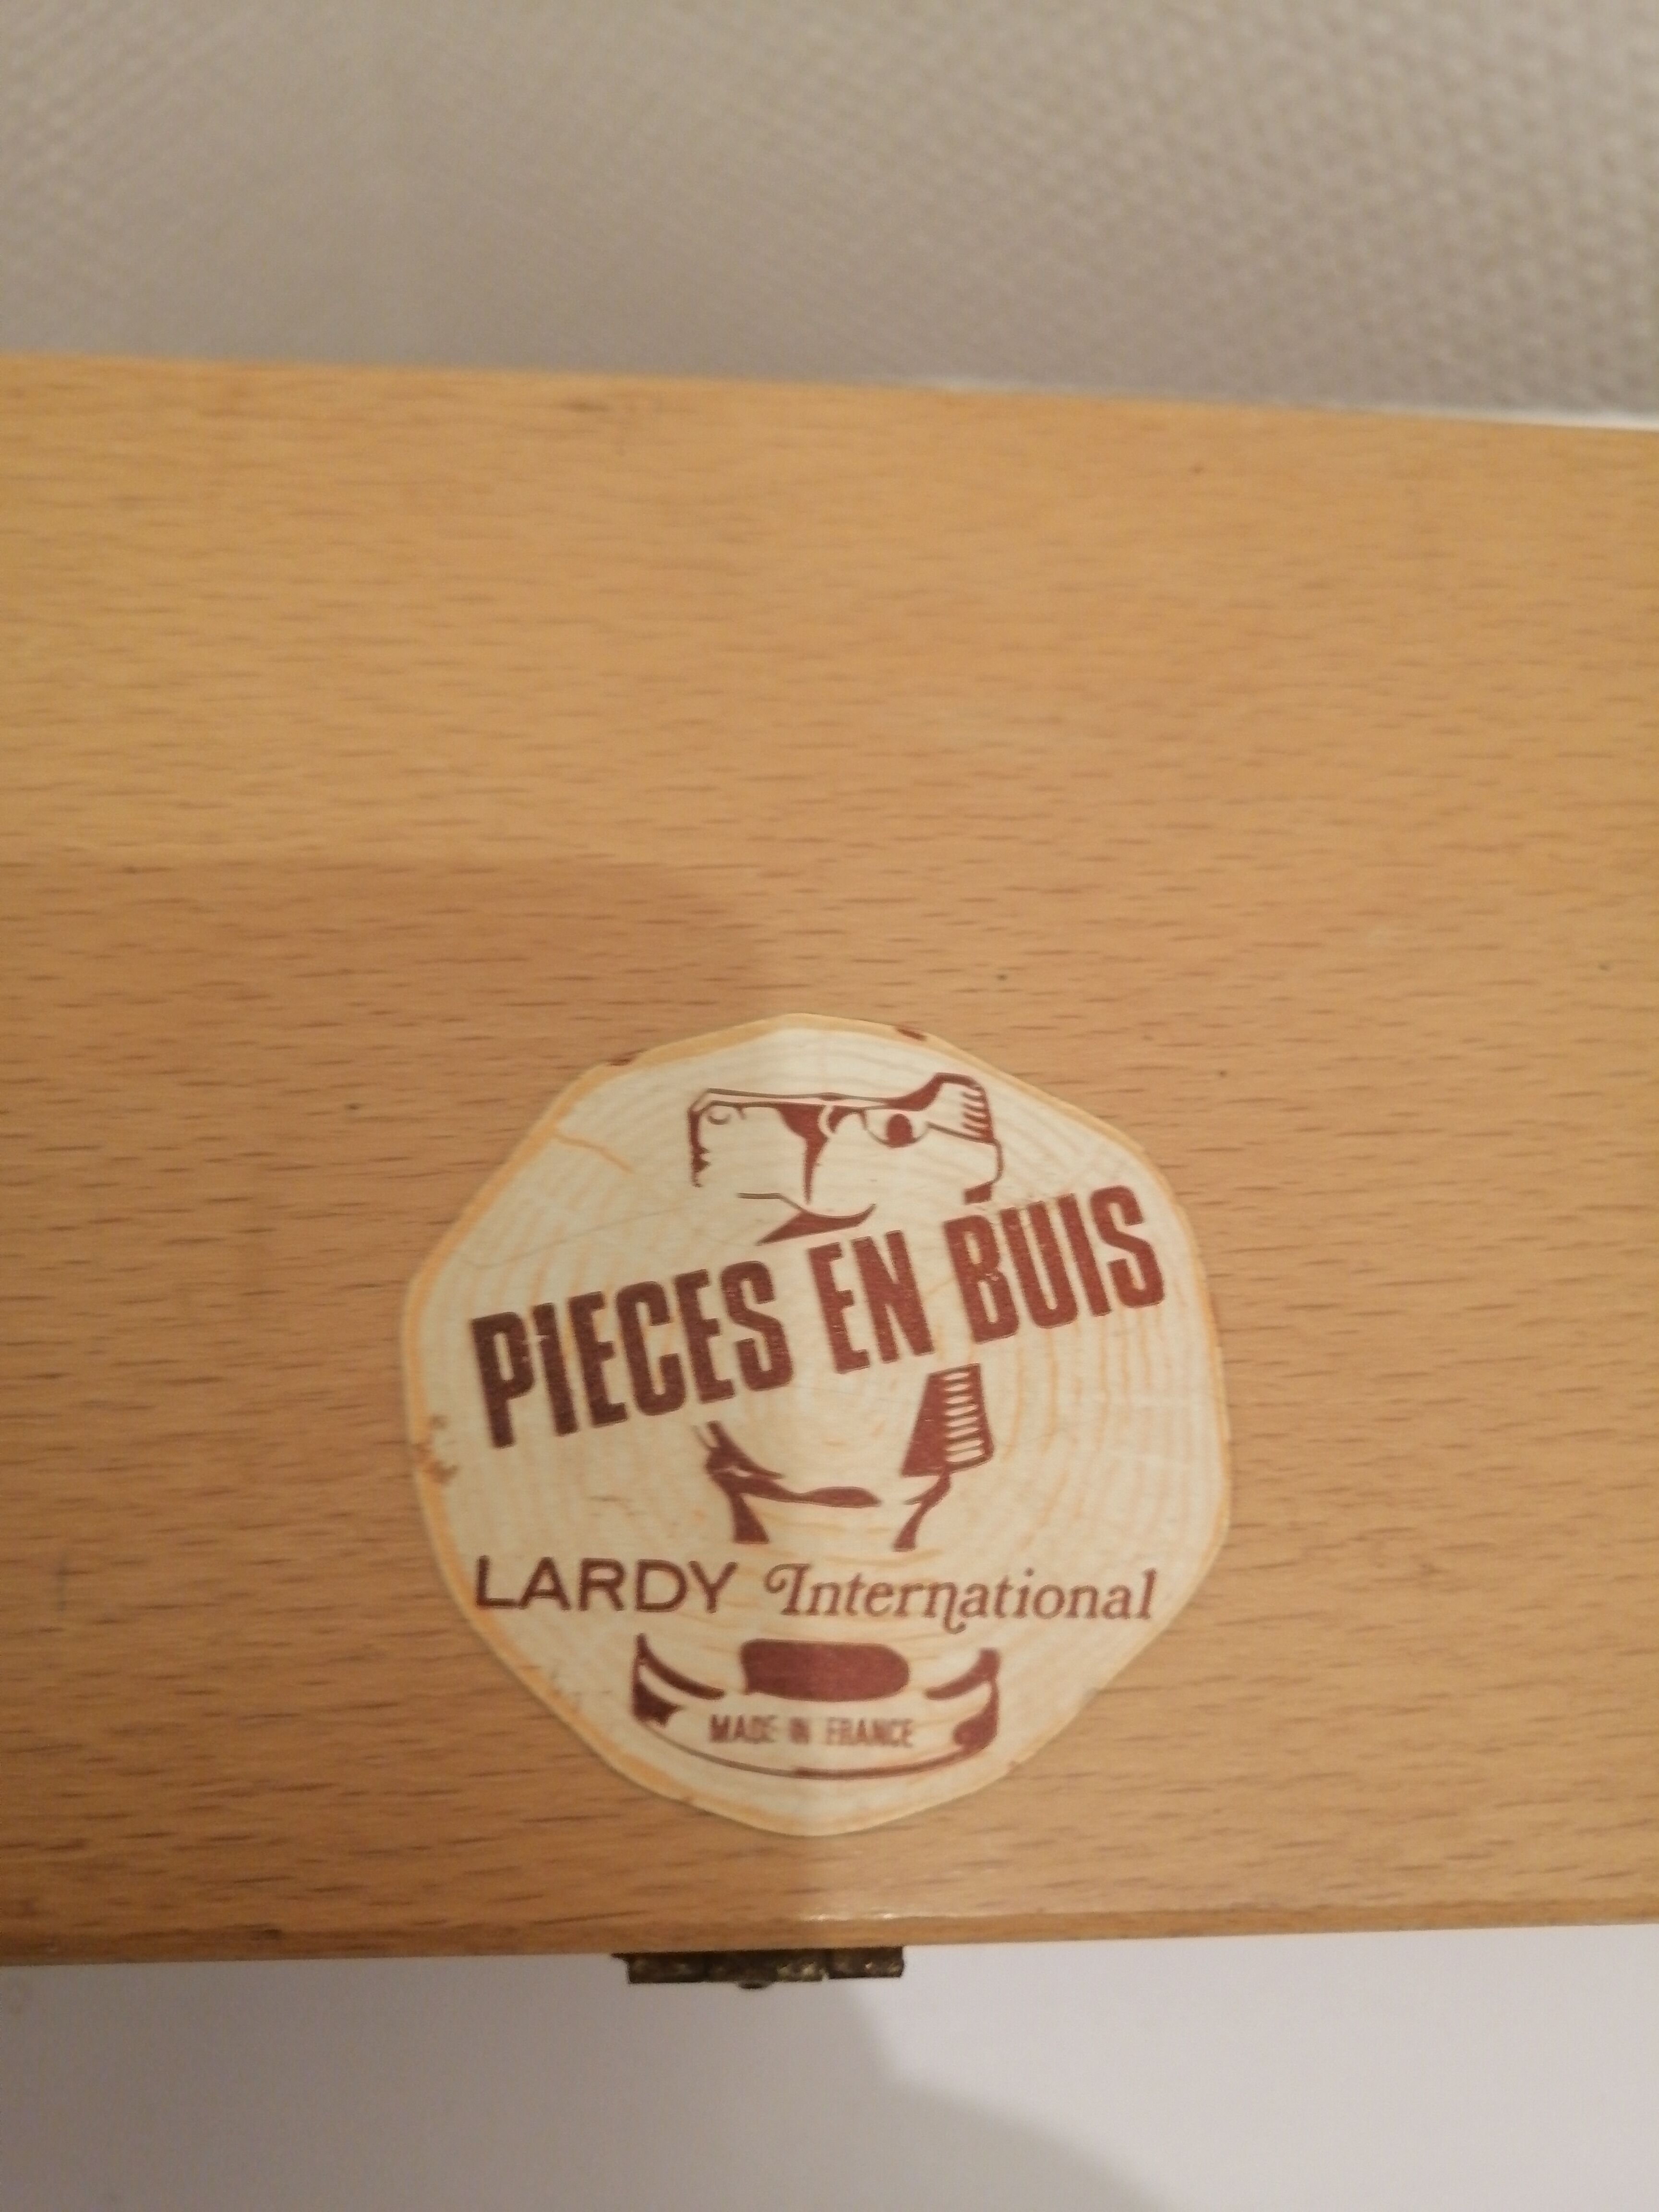 PIECES EN BUIS
LARDY International
MADE IN FRANCE